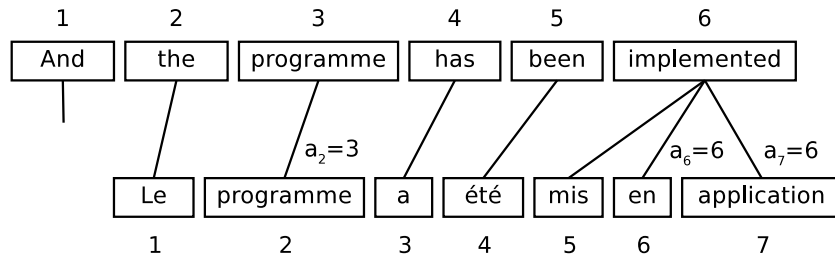 1 2 3 4 5 6
And the programme has been implemented
a₂=3 a₆=6 a₇=6
Le programme a été mis en application
1 2 3 4 5 6 7